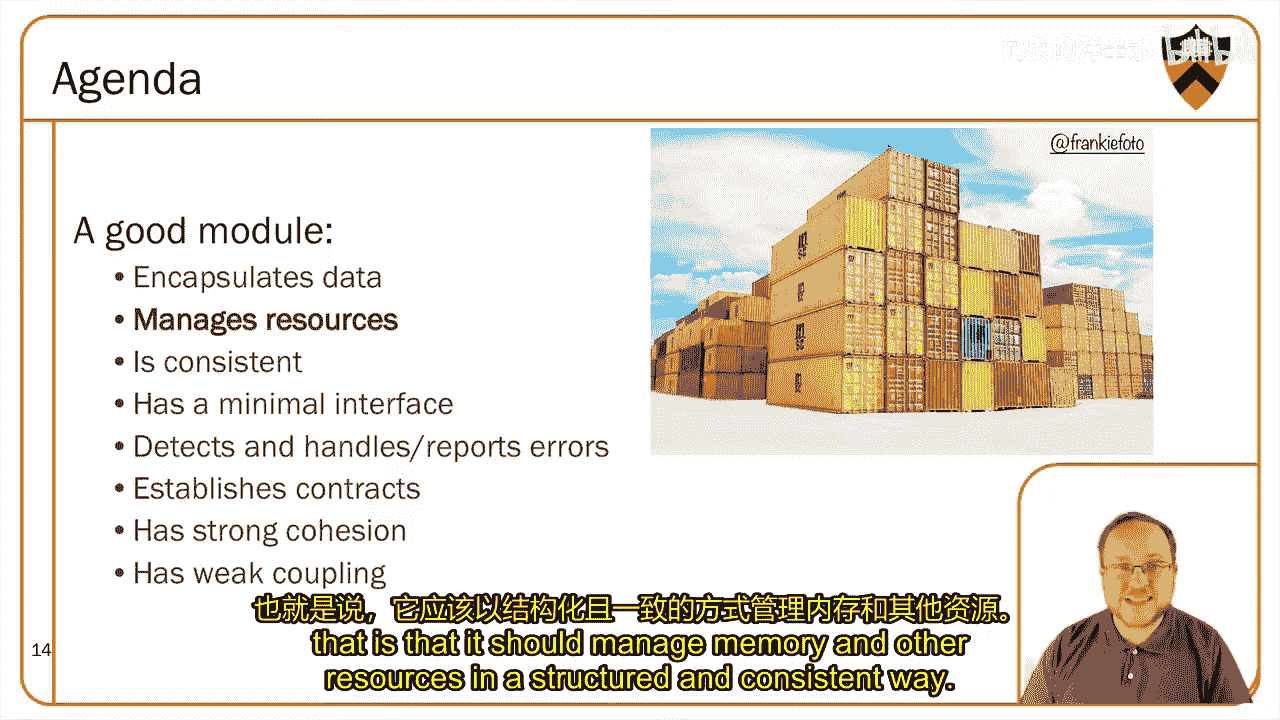 Agenda
@frankiefoto
A good module:
• Encapsulates data
• Manages resources
• Is consistent
• Has a minimal interface
• Detects and handles/reports errors
• Establishes contracts
• Has strong cohesion
• Has weak coupling
也就是说，它应该以结构化且一致的方式管理内存和其他资源。
14
that is that it should manage memory and other
resources in a structured and consistent way.